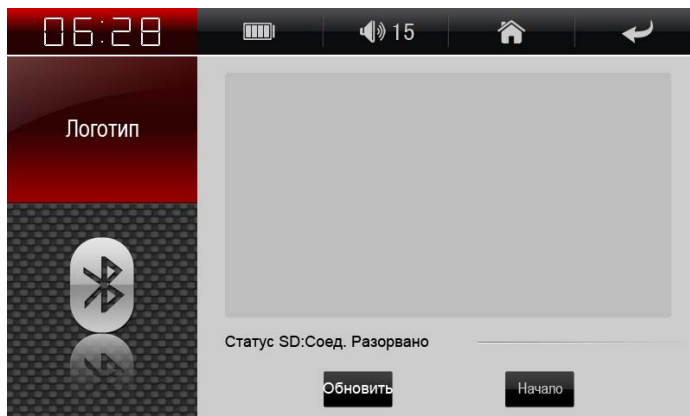 06:28
15
Логотип
Статус SD:Соед. Разорвано
Обновить
Начало